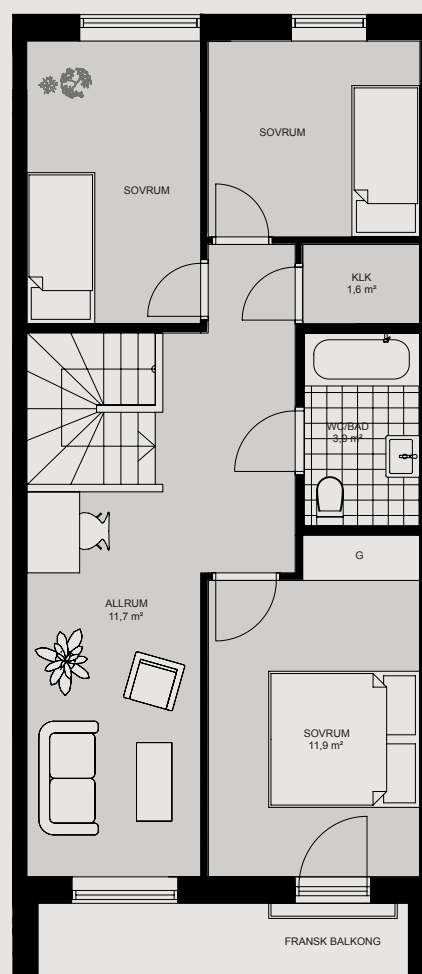 SOVRUM
SOVRUM
KLK
1,6 m²
WC/BAD
3,9 m²
G
ALLRUM
11,7 m²
SOVRUM
11,9 m²
FRANSK BALKONG